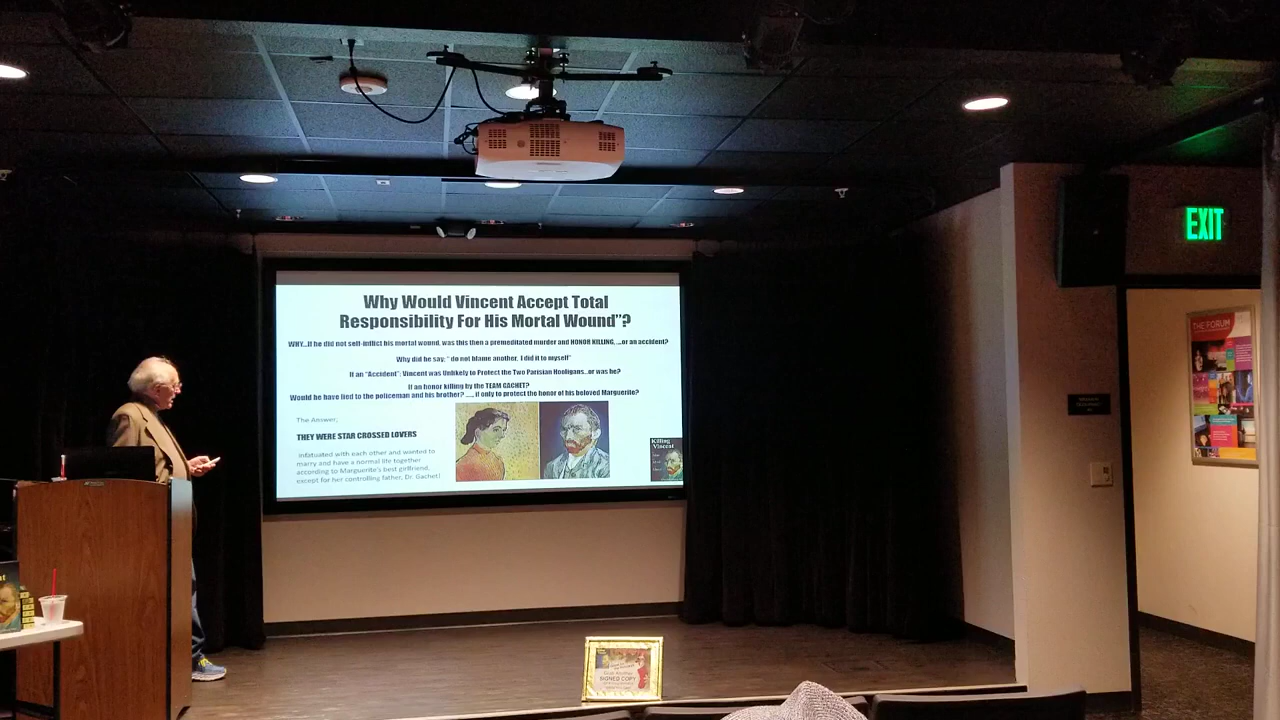 Why Would Vincent Accept Total
Responsibility For His Mortal Wound"?
WHY...if he did not self-inflict his mortal wound, was this then a premeditated murder and HONOR KILLING, ...or an accident?
Why did he say: " do not blame another, I did it to myself"
If an "Accident": Vincent was Unlikely to Protect the Two Parisian Hooligans...or was he?
If an honor killing by the TEAM GACHET?
Would he have lied to the policeman and his brother? ..... if only to protect the honor of his beloved Marguerite?
The Answer,
THEY WERE STAR CROSSED LOVERS
infatuated with each other and wanted to
marry and have a normal life together
according to Marguerite's best girlfriend,
except for her controlling father, Dr. Gachet!
Killing
Vincent
EXIT
THE FORUM
SIGNED COPY